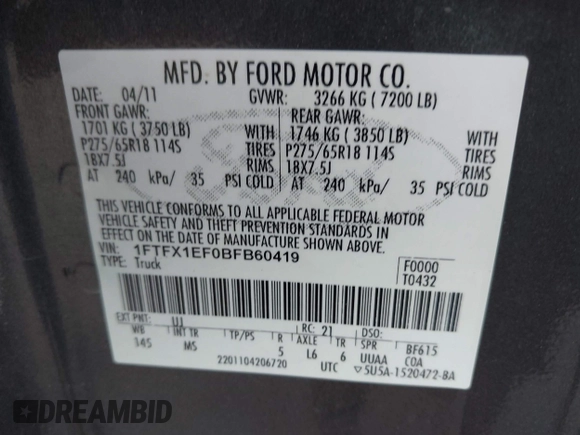 MFD. BY FORD MOTOR CO.
DATE: 04/11 GVWR: 3266 KG ( 7200 LB)
FRONT GAWR: REAR GAWR:
1701 KG ( 3750 LB) WITH 1746 KG ( 3850 LB) WITH
P275/65R18 114S TIRES P275/65R18 114S TIRES
18X7.5J RIMS 18X7.5J RIMS
AT 240 kPa/ 35 PSI COLD AT 240 kPa/ 35 PSI COLD
THIS VEHICLE CONFORMS TO ALL APPLICABLE FEDERAL MOTOR
VEHICLE SAFETY AND BUMPER STANDARDS IN
EFFECT ON THE DATE OF MANUFACTURE SHOWN ABOVE.
VIN: 1FTFX1EF0BFB60419
TYPE: Truck
F0000
T0432
EXT PNT: UJ RC: 21 DSO:
WB INT TR TP/PS R AXLE TR SPR BF615
145 MS 5 L6 6 UUAA COA
2201104206720 UTC ▽5U5A-1520472-BA
DREAMBID